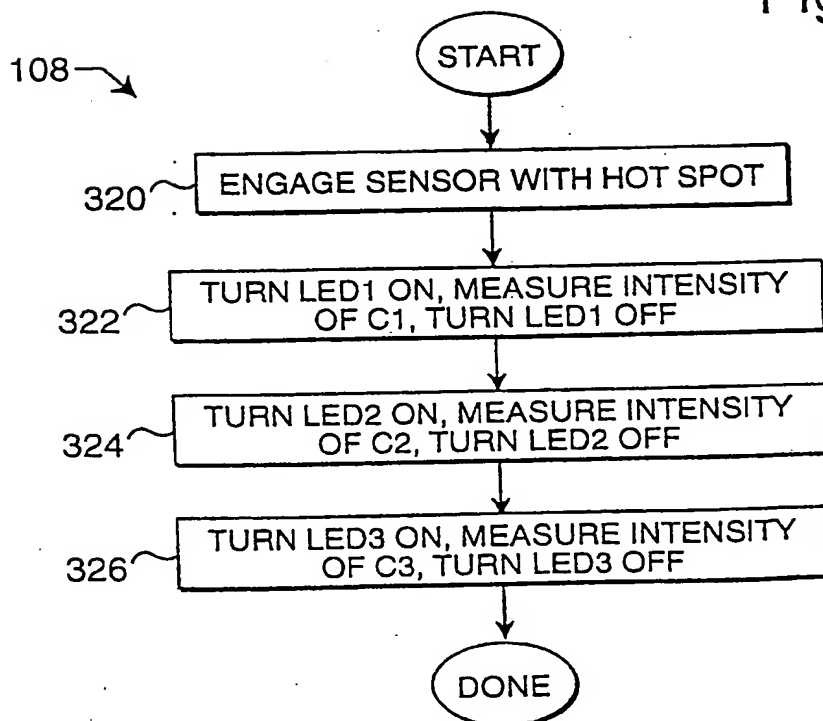 Fig
START
108
320
ENGAGE SENSOR WITH HOT SPOT
322
TURN LED1 ON, MEASURE INTENSITY
OF C1, TURN LED1 OFF
324
TURN LED2 ON, MEASURE INTENSITY
OF C2, TURN LED2 OFF
326
TURN LED3 ON, MEASURE INTENSITY
OF C3, TURN LED3 OFF
DONE